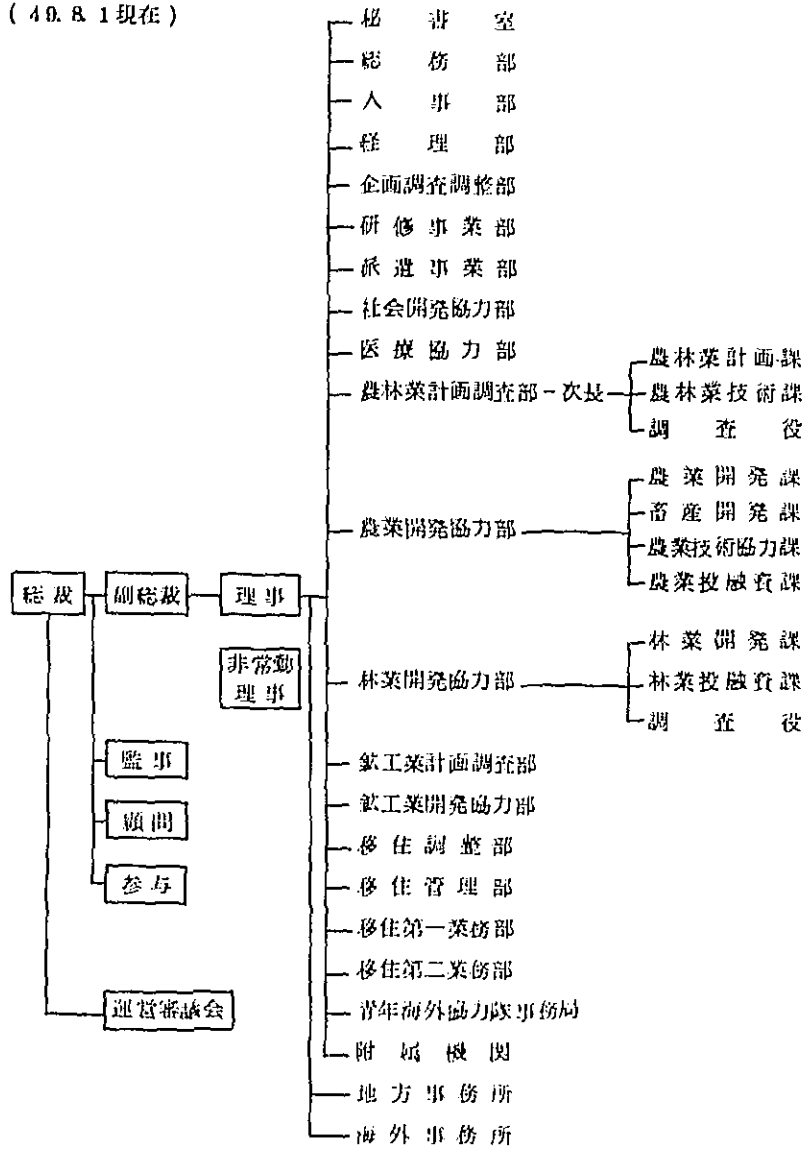 (49.8.1現在)
秘書室
総務部
人事部
経理部
企画調査調整部
研修事業部
派遣事業部
社会開発協力部
医療協力部
農林業計画調査部-次長
農林業計画課
農林業技術課
調査役
農業開発協力部
農業開発課
畜産開発課
農業技術協力課
農業投融資課
総裁
副総裁
理事
非常勤
理事
林業開発協力部
林業開発課
林業投融資課
調査役
監事
顧問
参与
運営審議会
鉱工業計画調査部
鉱工業開発協力部
移住調整部
移住管理部
移住第一業務部
移住第二業務部
青年海外協力隊事務局
附属機関
地方事務所
海外事務所